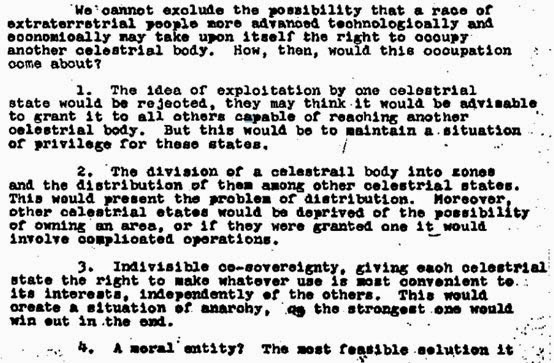 We cannot exclude the possibility that a race of
extraterrestrial people more advanced technologically and
economically may take upon itself the right to occupy
another celestial body. How, then, would this occupation
come about?
1. The idea of exploitation by one celestrial
state would be rejected, they may think it would be advisable
to grant it to all others capable of reaching another
celestrial body. But this would be to maintain a situation
of privilege for these states.
2. The division of a celestrail body into zones
and the distribution of them among other celestrial states.
This would present the problem of distribution. Moreover,
other celestrial states would be deprived of the possibility
of owning an area, or if they were granted one it would
involve complicated operations.
3. Indivisible co-sovereignty, giving each celestrial
state the right to make whatever use is most convenient to
its interests, independently of the others. This would
create a situation of anarchy, as the strongest one would
win out in the end.
4. A moral entity? The most feasible solution it